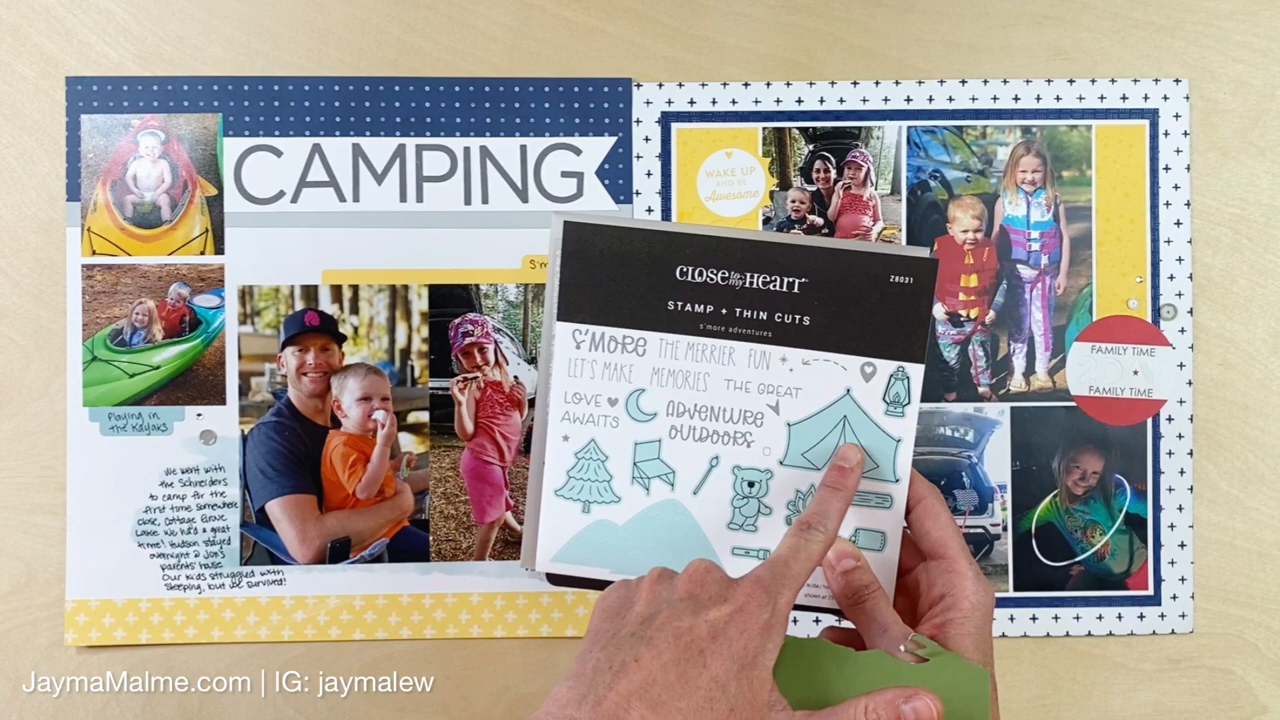 CAMPING
WAKE UP
AND BE
Awesome
S'm
CLOSE to my HEART
Z8031
STAMP + THIN CUTS
s'more adventures
S'MORE THE MERRIER FUN
LET'S MAKE MEMORIES THE GREAT
LOVE
AWAITS
ADVENTURE
OUTDOORS
FAMILY TIME
FAMILY TIME
Playing in
the Kayaks
We went with
the Schneiders
to camp for the
first time somewhere
close, Cottage Grove
Lake. We had a great
time! Hudson stayed
overnight @ Jon's
parents' house.
Our kids struggled with
sleeping, but we survived!
JaymaMalme.com | IG: jaymalew